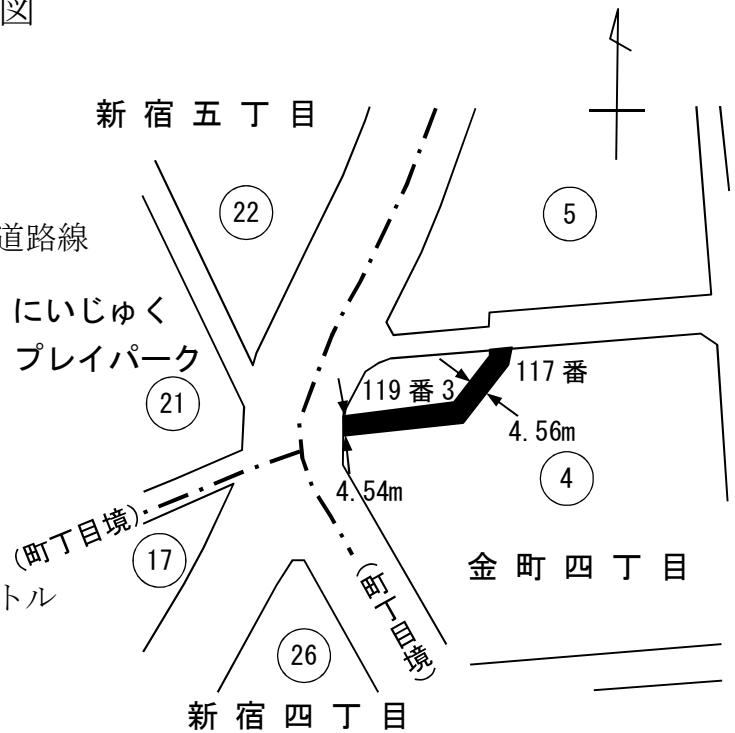 図
新宿五丁目
22
5
道路線
にいじゅく
プレイパーク
119番3
117番
21
4.56m
4
4.54m
(町丁目境)
17
金町四丁目
トル
(町丁目境)
26
新宿四丁目